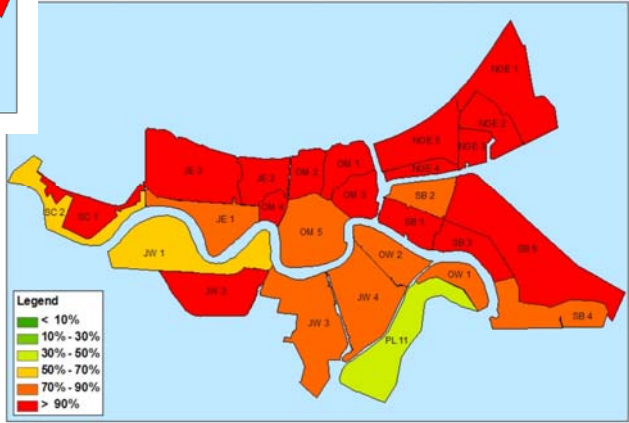 NOE 1
NOE 2
NOE 5
NOE 3
NOE 4
OM 1
OM 2
JE 2
OM 3
SB 2
OM 4
SC 2
SC 1
JE 1
SB 1
OM 5
SB 3
SB 5
JW 1
OW 2
OW 1
JW 2
JW 4
SB 4
JW 3
PL 11
Legend
< 10%
10% - 30%
30% - 50%
50% - 70%
70% - 90%
> 90%